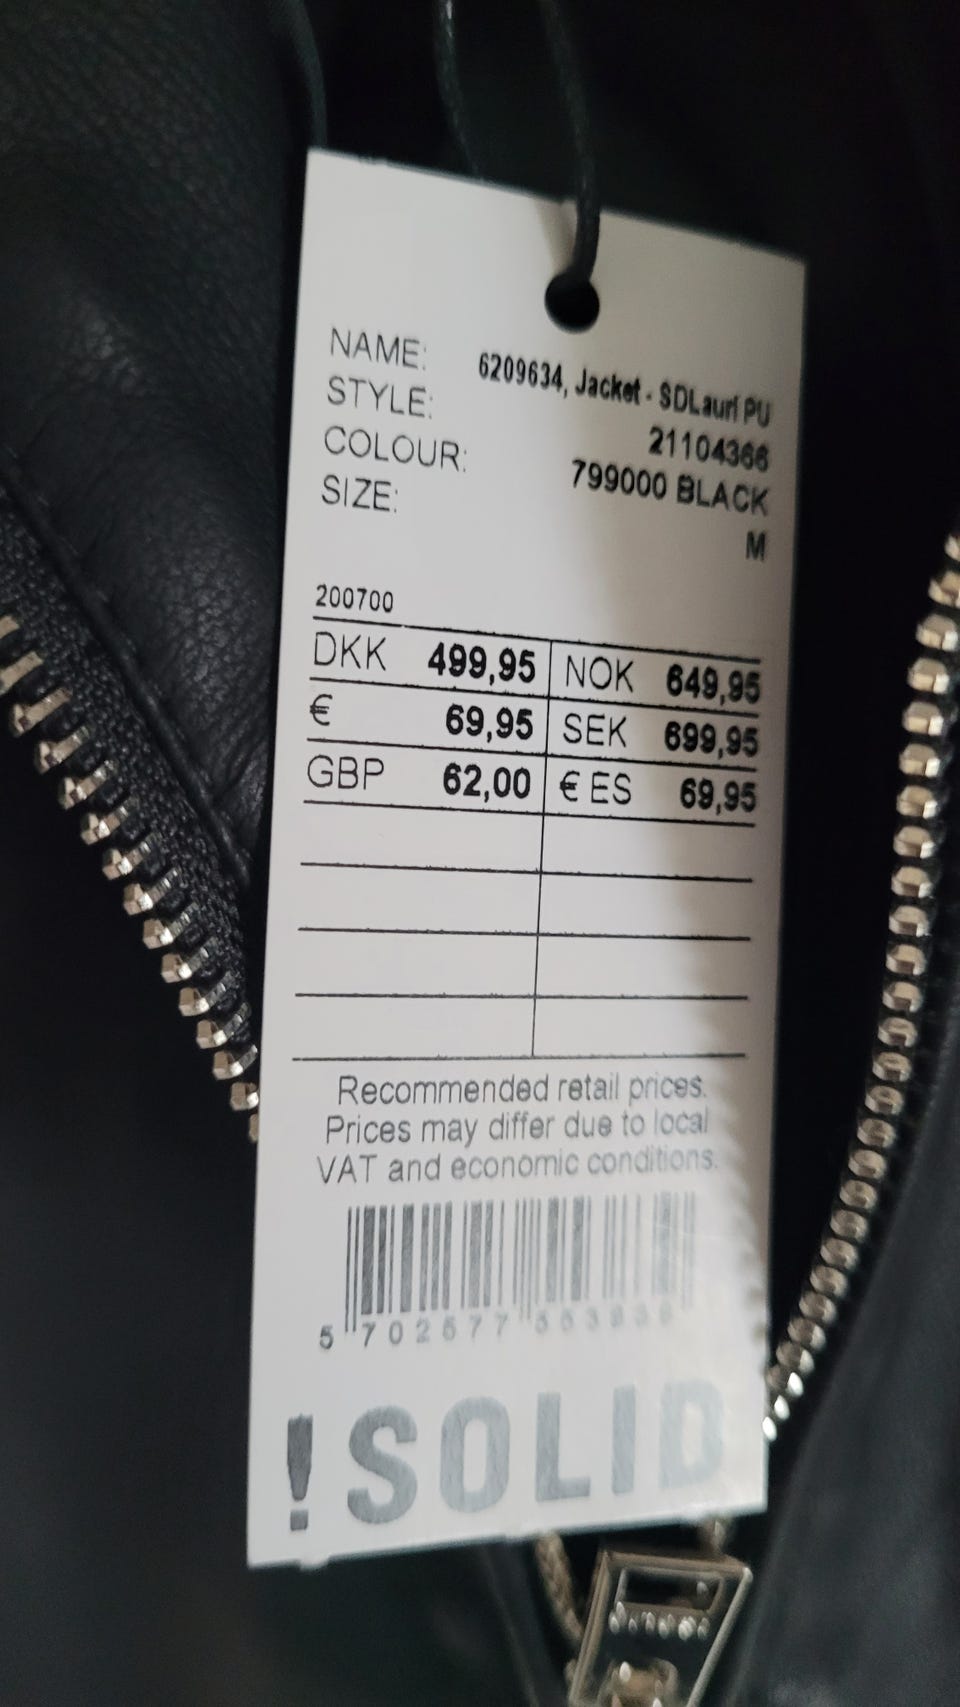 NAME: 6209634, Jacket - SDLauri PU
STYLE: 21104366
COLOUR: 799000 BLACK
SIZE: M
200700
DKK 499,95 NOK 649,95
€ 69,95 SEK 699,95
GBP 62,00 € ES 69,95
Recommended retail prices.
Prices may differ due to local
VAT and economic conditions.
5 702577
!SOLID